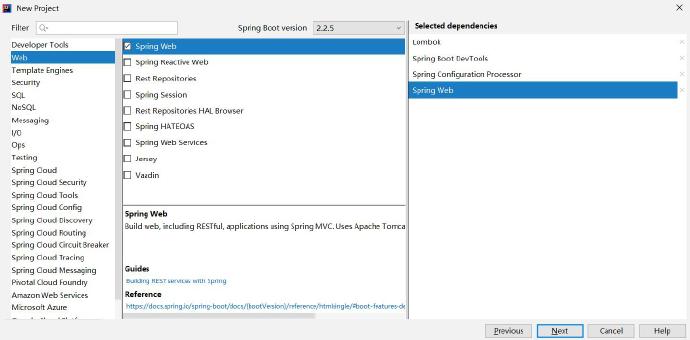 New Project
Filter
Spring Boot version 2.2.5
Selected dependencies
Developer Tools
Web
Template Engines
Security
SQL
NoSQL
Messaging
I/O
Ops
Testing
Spring Cloud
Spring Cloud Security
Spring Cloud Tools
Spring Cloud Config
Spring Cloud Discovery
Spring Cloud Routing
Spring Cloud Circuit Breaker
Spring Cloud Tracing
Spring Cloud Messaging
Pivotal Cloud Foundry
Amazon Web Services
Microsoft Azure
Spring Web
Spring Reactive Web
Rest Repositories
Spring Session
Rest Repositories HAL Browser
Spring HATEOAS
Spring Web Services
Jersey
Vaadin
Spring Web
Build web, including RESTful, applications using Spring MVC. Uses Apache Tomca
Guides
Building REST services with Spring
Reference
https://docs.spring.io/spring-boot/docs/{bootVersion}/reference/htmlsingle/#boot-features-de
Lombok
Spring Boot DevTools
Spring Configuration Processor
Spring Web
Previous
Next
Cancel
Help